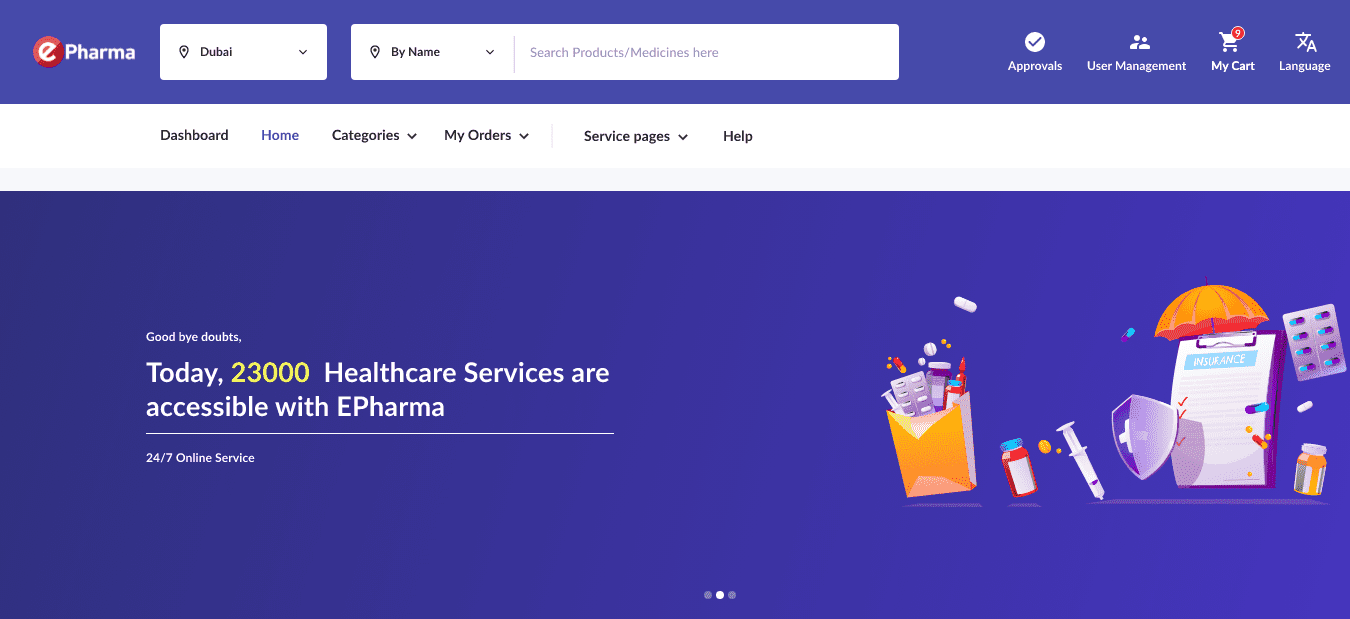 e Pharma
Dubai
By Name
Search Products/Medicines here
Approvals
User Management
9
My Cart
Language
Dashboard
Home
Categories
My Orders
Service pages
Help
Good bye doubts,
Today, 23000 Healthcare Services are
accessible with EPharma
24/7 Online Service
INSURANCE